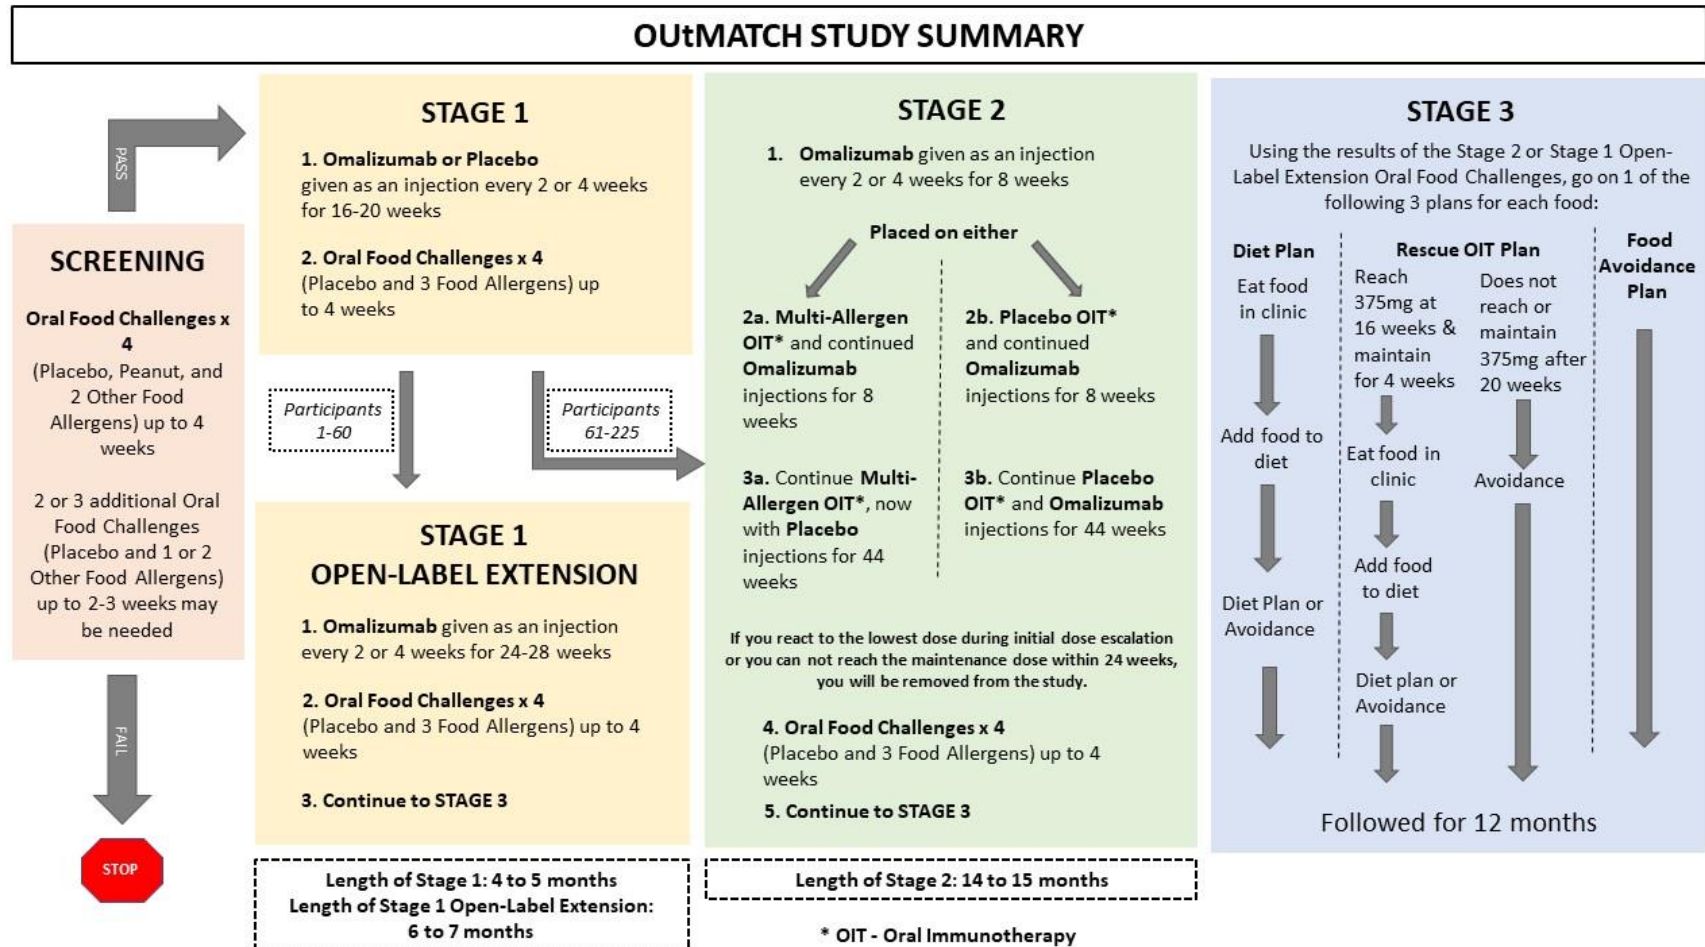 OUtMATCH STUDY SUMMARY
PASS
SCREENING
Oral Food Challenges x
4
(Placebo, Peanut, and
2 Other Food
Allergens) up to 4
weeks
2 or 3 additional Oral
Food Challenges
(Placebo and 1 or 2
Other Food Allergens)
up to 2-3 weeks may
be needed
FAIL
STOP
STAGE 1
1. Omalizumab or Placebo
given as an injection every 2 or 4 weeks
for 16-20 weeks
2. Oral Food Challenges x 4
(Placebo and 3 Food Allergens) up
to 4 weeks
Participants
1-60
Participants
61-225
STAGE 1
OPEN-LABEL EXTENSION
1. Omalizumab given as an injection
every 2 or 4 weeks for 24-28 weeks
2. Oral Food Challenges x 4
(Placebo and 3 Food Allergens) up to 4
weeks
3. Continue to STAGE 3
Length of Stage 1: 4 to 5 months
Length of Stage 1 Open-Label Extension:
6 to 7 months
STAGE 2
1. Omalizumab given as an injection
every 2 or 4 weeks for 8 weeks
Placed on either
2a. Multi-Allergen
OIT* and continued
Omalizumab
injections for 8
weeks
3a. Continue Multi-
Allergen OIT*, now
with Placebo
injections for 44
weeks
2b. Placebo OIT*
and continued
Omalizumab
injections for 8 weeks
3b. Continue Placebo
OIT* and Omalizumab
injections for 44 weeks
If you react to the lowest dose during initial dose escalation
or you can not reach the maintenance dose within 24 weeks,
you will be removed from the study.
4. Oral Food Challenges x 4
(Placebo and 3 Food Allergens) up to 4
weeks
5. Continue to STAGE 3
Length of Stage 2: 14 to 15 months
* OIT - Oral Immunotherapy
STAGE 3
Using the results of the Stage 2 or Stage 1 Open-
Label Extension Oral Food Challenges, go on 1 of the
following 3 plans for each food:
Diet Plan
Eat food
in clinic
Add food to
diet
Diet Plan or
Avoidance
Rescue OIT Plan
Reach
375mg at
16 weeks &
maintain
for 4 weeks
Eat food in
clinic
Add food
to diet
Diet plan or
Avoidance
Does not
reach or
maintain
375mg after
20 weeks
Avoidance
Food
Avoidance
Plan
Followed for 12 months